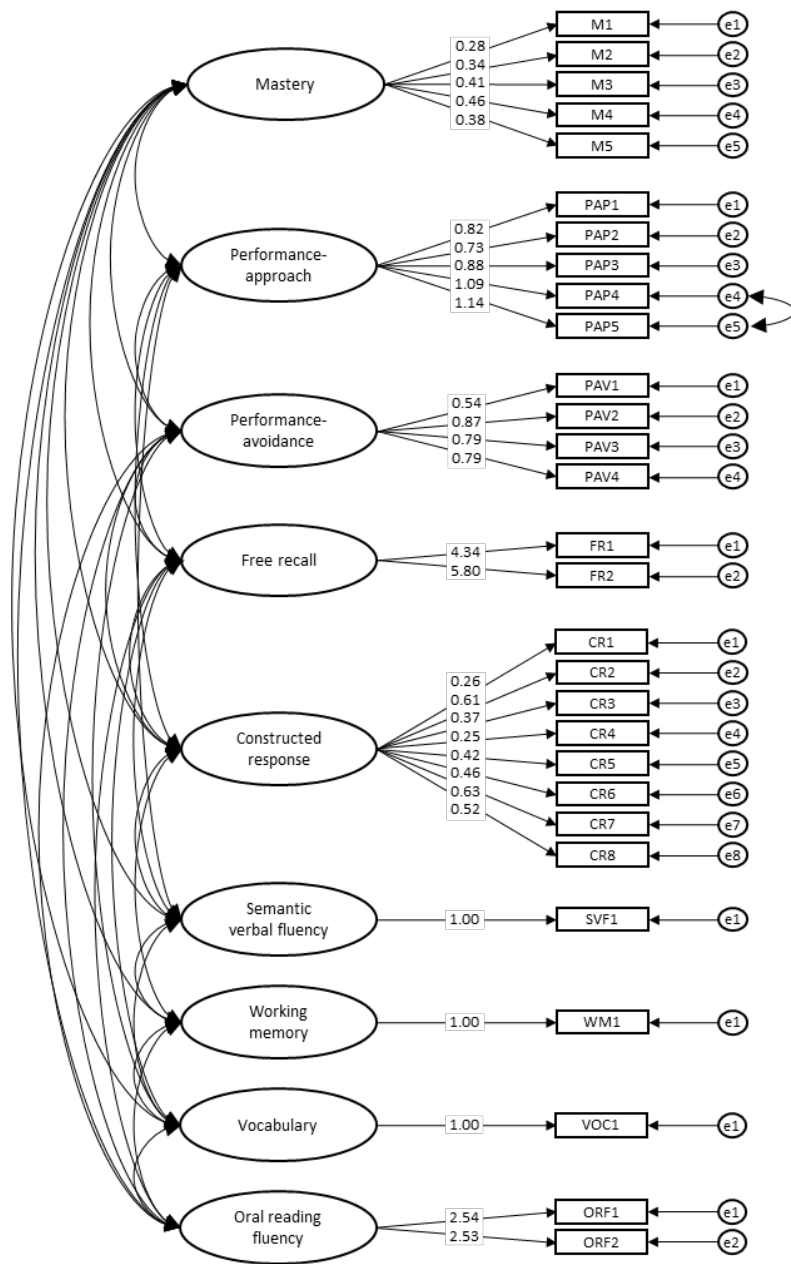 Mastery
0.28
0.34
0.41
0.46
0.38
M1 e1
M2 e2
M3 e3
M4 e4
M5 e5
Performance-
approach
0.82
0.73
0.88
1.09
1.14
PAP1 e1
PAP2 e2
PAP3 e3
PAP4 e4
PAP5 e5
Performance-
avoidance
0.54
0.87
0.79
0.79
PAV1 e1
PAV2 e2
PAV3 e3
PAV4 e4
Free recall
4.34
5.80
FR1 e1
FR2 e2
Constructed
response
0.26
0.61
0.37
0.25
0.42
0.46
0.63
0.52
CR1 e1
CR2 e2
CR3 e3
CR4 e4
CR5 e5
CR6 e6
CR7 e7
CR8 e8
Semantic
verbal fluency
1.00
SVF1 e1
Working
memory
1.00
WM1 e1
Vocabulary
1.00
VOC1 e1
Oral reading
fluency
2.54
2.53
ORF1 e1
ORF2 e2